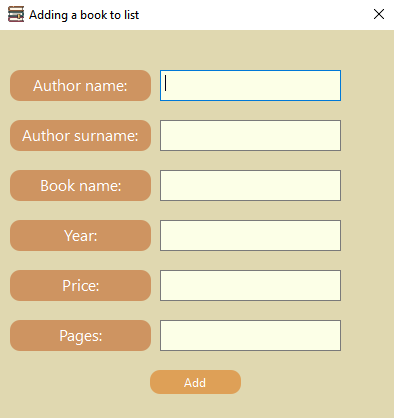 Adding a book to list
Author name:
Author surname:
Book name:
Year:
Price:
Pages:
Add